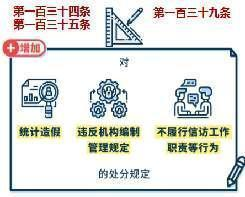 第一百三十四条
第一百三十五条
第一百三十九条
+增加
对
统计造假
违反机构编制
管理规定
不履行信访工作
职责等行为
的处分规定